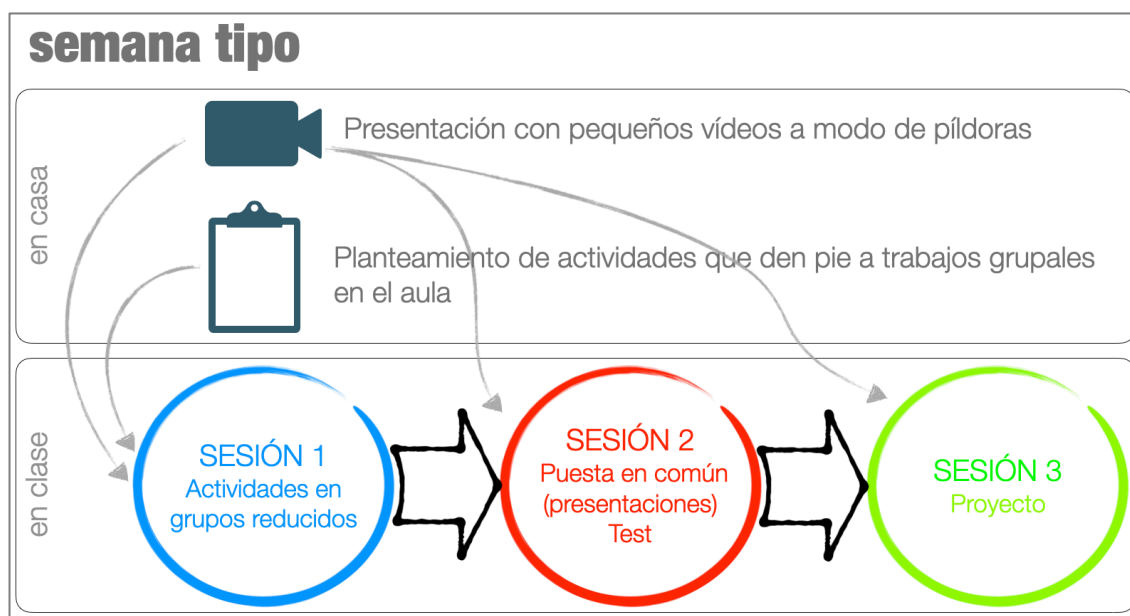 semana tipo
en casa
Presentación con pequeños vídeos a modo de píldoras
Planteamiento de actividades que den pie a trabajos grupales
en el aula
en clase
SESIÓN 1
Actividades en
grupos reducidos
SESIÓN 2
Puesta en común
(presentaciones)
Test
SESIÓN 3
Proyecto